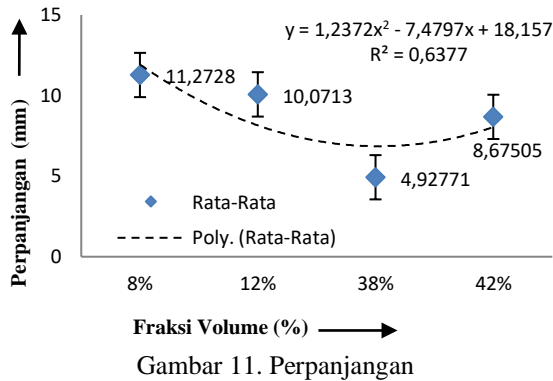 y = 1,2372x² - 7,4797x + 18,157
R² = 0,6377
Perpanjangan (mm)
15
10
5
0
11,2728
10,0713
4,92771
8,67505
Rata-Rata
Poly. (Rata-Rata)
8% 12% 38% 42%
Fraksi Volume (%)
Gambar 11. Perpanjangan